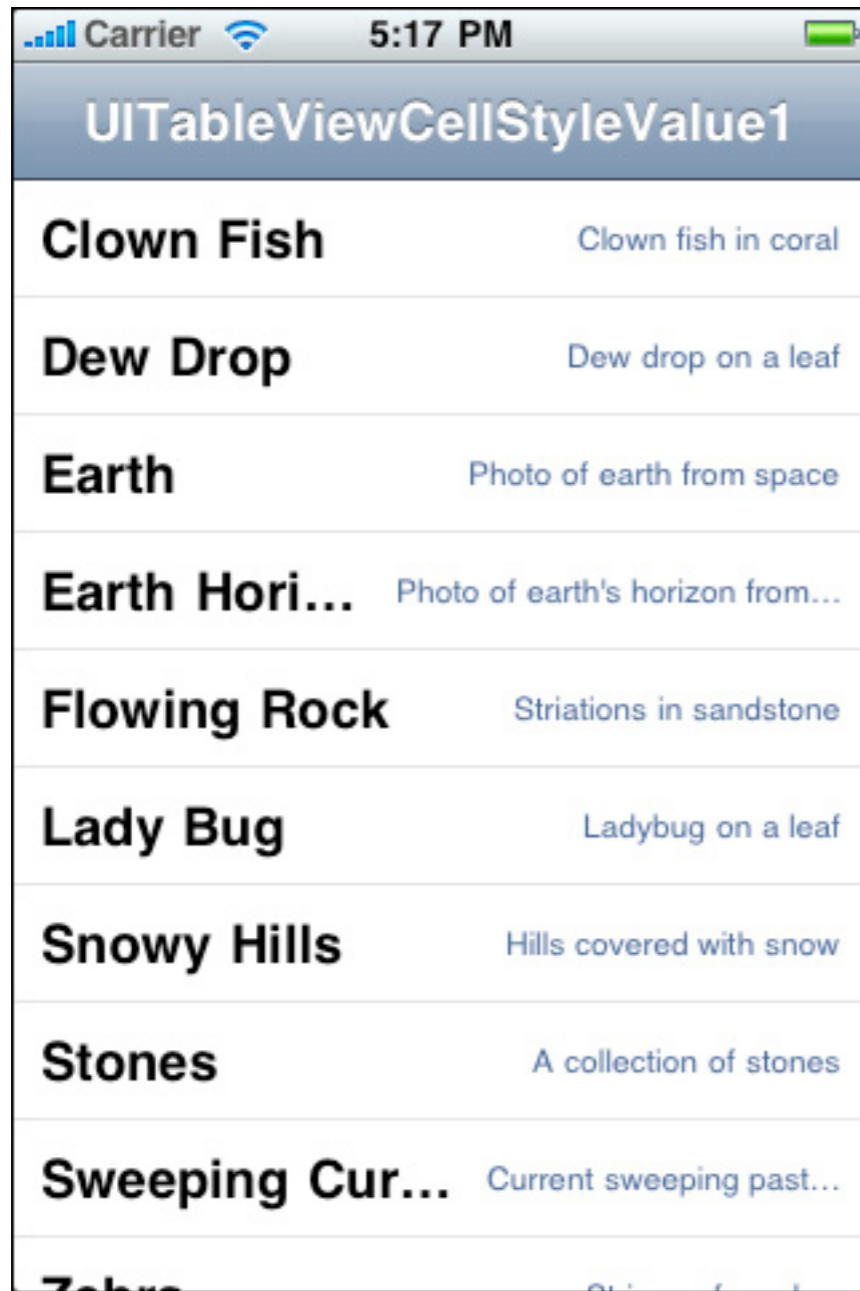 Carrier 5:17 PM
UITableViewCellStyleValue1
Clown Fish Clown fish in coral
Dew Drop Dew drop on a leaf
Earth Photo of earth from space
Earth Hori... Photo of earth's horizon from...
Flowing Rock Striations in sandstone
Lady Bug Ladybug on a leaf
Snowy Hills Hills covered with snow
Stones A collection of stones
Sweeping Cur... Current sweeping past...
Zebra